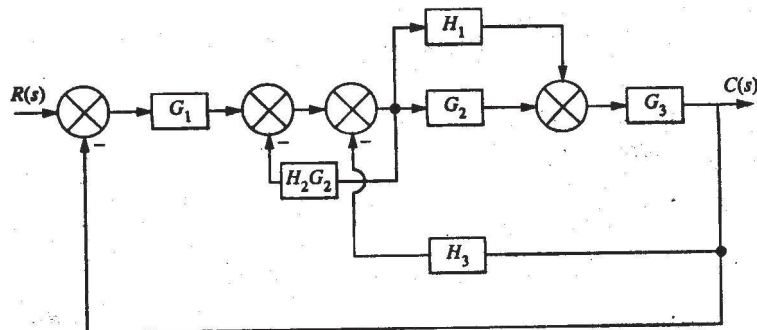 H₁
R(s)
G₁
G₂
G₃
C(s)
−
−
−
H₂G₂
H₃